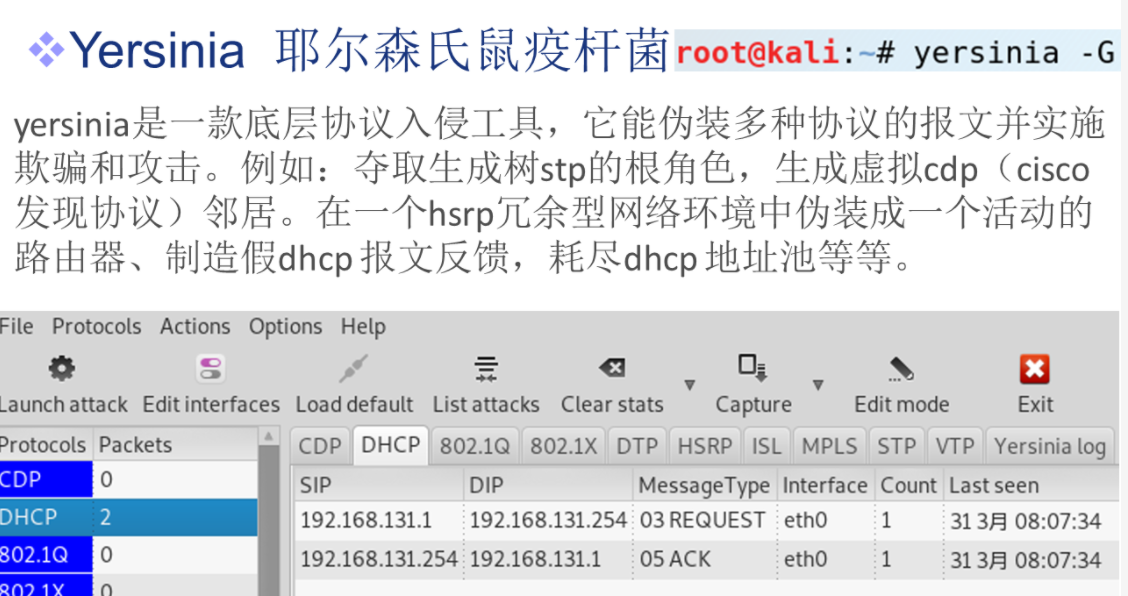 Yersinia 耶尔森氏鼠疫杆菌 root@kali:~# yersinia -G
yersinia是一款底层协议入侵工具，它能伪装多种协议的报文并实施
欺骗和攻击。例如：夺取生成树stp的根角色，生成虚拟cdp（cisco
发现协议）邻居。在一个hsrp冗余型网络环境中伪装成一个活动的
路由器、制造假dhcp报文反馈，耗尽dhcp地址池等等。
File Protocols Actions Options Help
Launch attack Edit interfaces Load default List attacks Clear stats Capture Edit mode Exit
Protocols Packets CDP DHCP 802.1Q 802.1X DTP HSRP ISL MPLS STP VTP Yersinia log
CDP 0 SIP DIP MessageType Interface Count Last seen
DHCP 2 192.168.131.1 192.168.131.254 03 REQUEST eth0 1 31 3月 08:07:34
802.1Q 0 192.168.131.254 192.168.131.1 05 ACK eth0 1 31 3月 08:07:34
802.1X 0